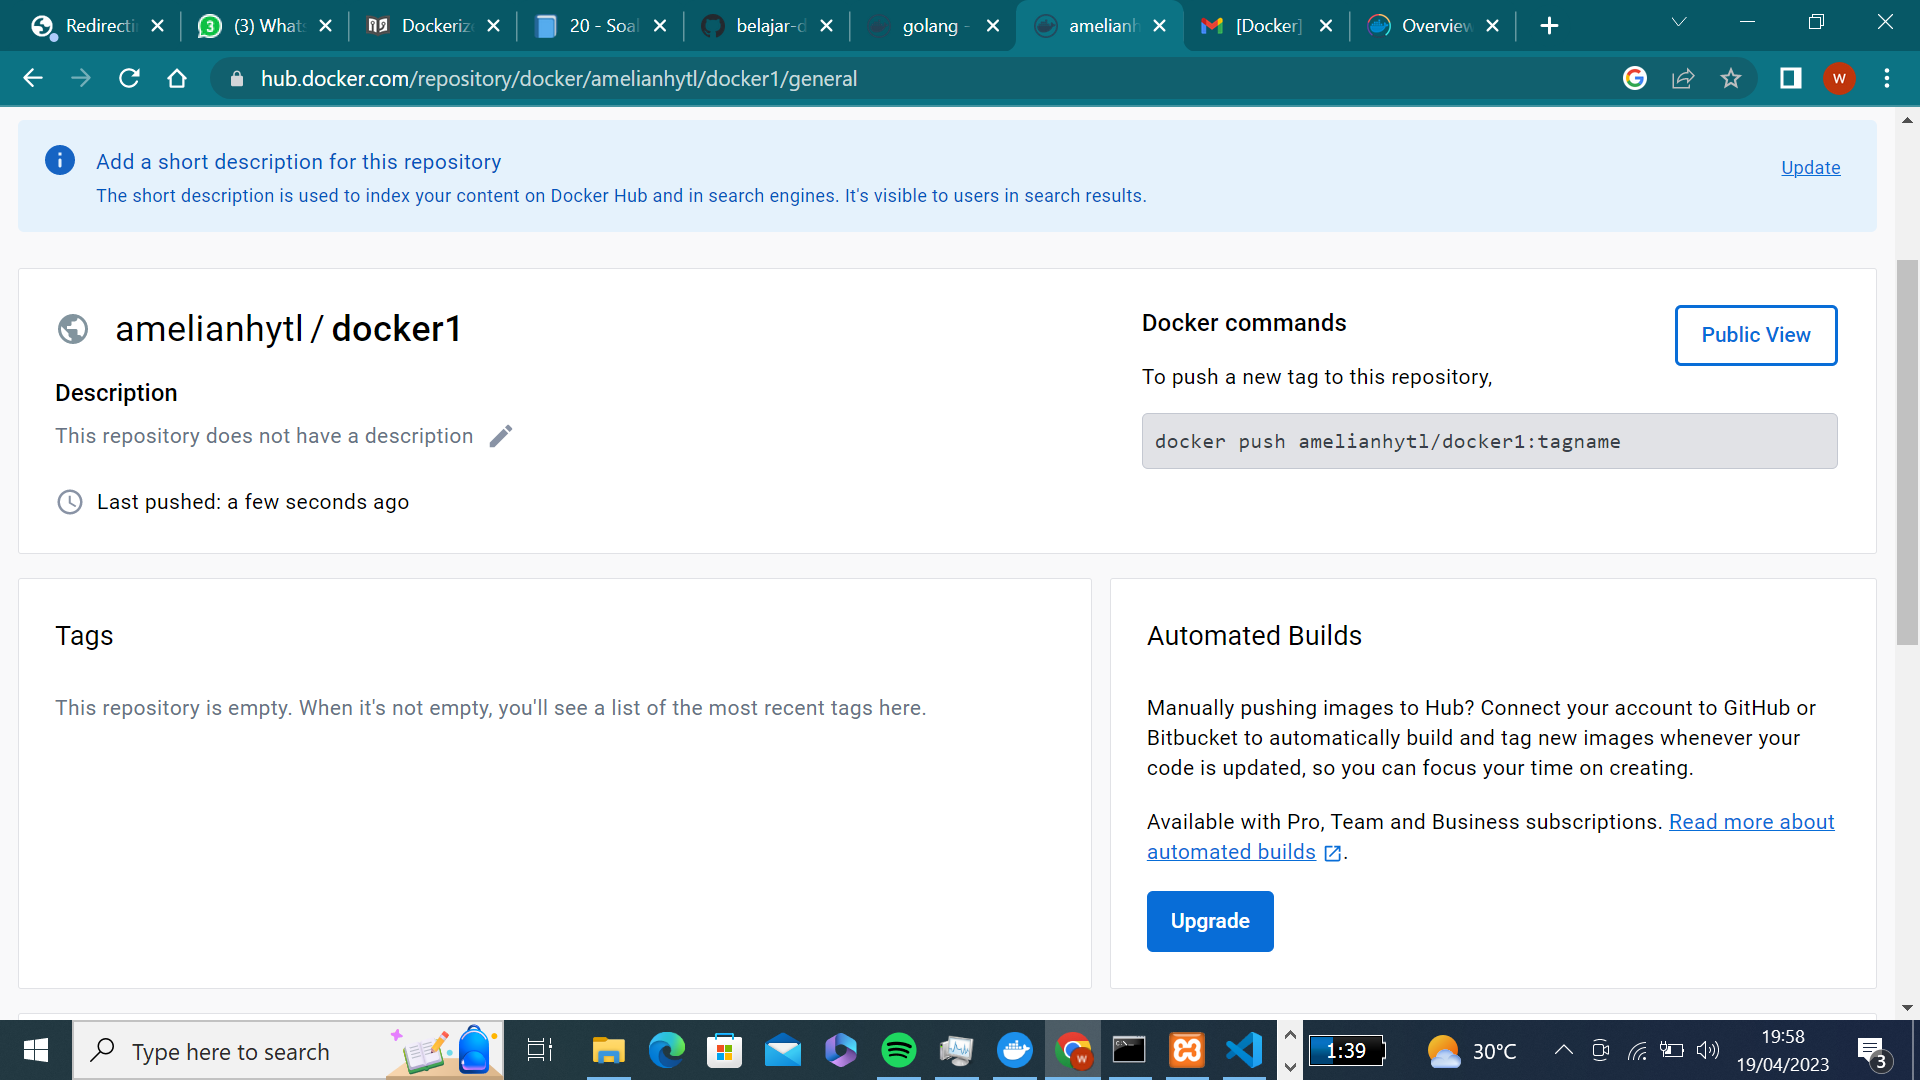 Redirecti
(3) Whats
Dockerize
20 - Soal
belajar-d
golang -
amelianh
[Docker]
Overview
hub.docker.com/repository/docker/amelianhytl/docker1/general
W
Add a short description for this repository
Update
The short description is used to index your content on Docker Hub and in search engines. It's visible to users in search results.
amelianhytl / docker1
Docker commands
Public View
To push a new tag to this repository,
Description
This repository does not have a description
docker push amelianhytl/docker1:tagname
Last pushed: a few seconds ago
Tags
This repository is empty. When it's not empty, you'll see a list of the most recent tags here.
Automated Builds
Manually pushing images to Hub? Connect your account to GitHub or
Bitbucket to automatically build and tag new images whenever your
code is updated, so you can focus your time on creating.
Available with Pro, Team and Business subscriptions. Read more about
automated builds .
Upgrade
Type here to search
1:39
30°C
19:58
19/04/2023
3